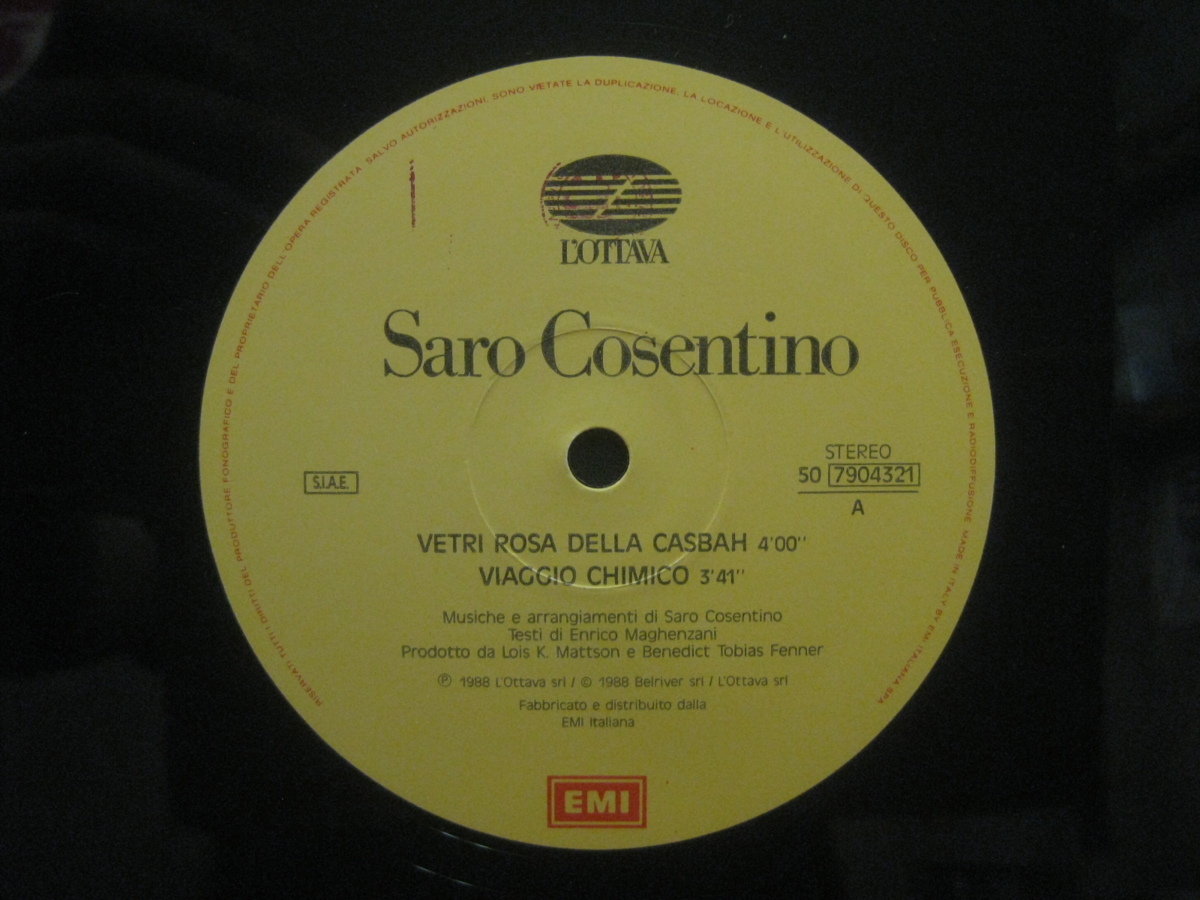 RISERVATI TUTTI I DIRITTI DEL PRODUTTORE FONOGRAFICO E DEL PROPRIETARIO DELL'OPERA REGISTRATA. SALVO AUTORIZZAZIONI, SONO VIETATE LA DUPLICAZIONE, LA LOCAZIONE E L'UTILIZZAZIONE DI QUESTO DISCO PER PUBBLICA ESECUZIONE E RADIODIFFUSIONE MADE IN ITALY BY EMI ITALIANA SPA
L'OTTAVA
Saro Cosentino
S.I.A.E.
STEREO
50 7904321
A
VETRI ROSA DELLA CASBAH 4'00''
VIAGGIO CHIMICO 3'41''
Musiche e arrangiamenti di Saro Cosentino
Testi di Enrico Maghenzani
Prodotto da Lois K. Mattson e Benedict Tobias Fenner
℗ 1988 L'Ottava srl / © 1988 Belriver srl / L'Ottava srl
Fabbricato e distribuito dalla
EMI Italiana
EMI